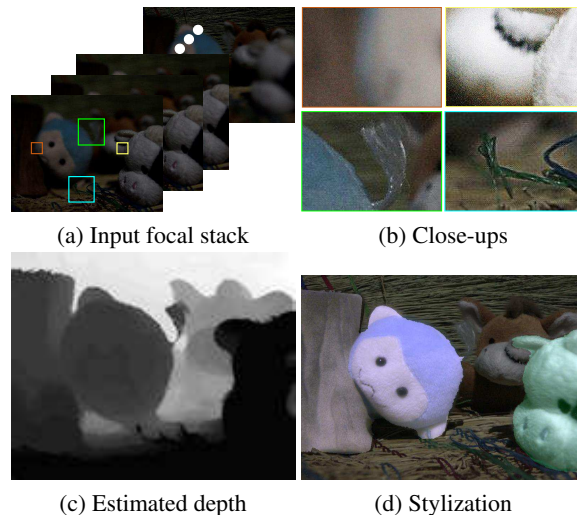 (a) Input focal stack
(b) Close-ups
(c) Estimated depth
(d) Stylization